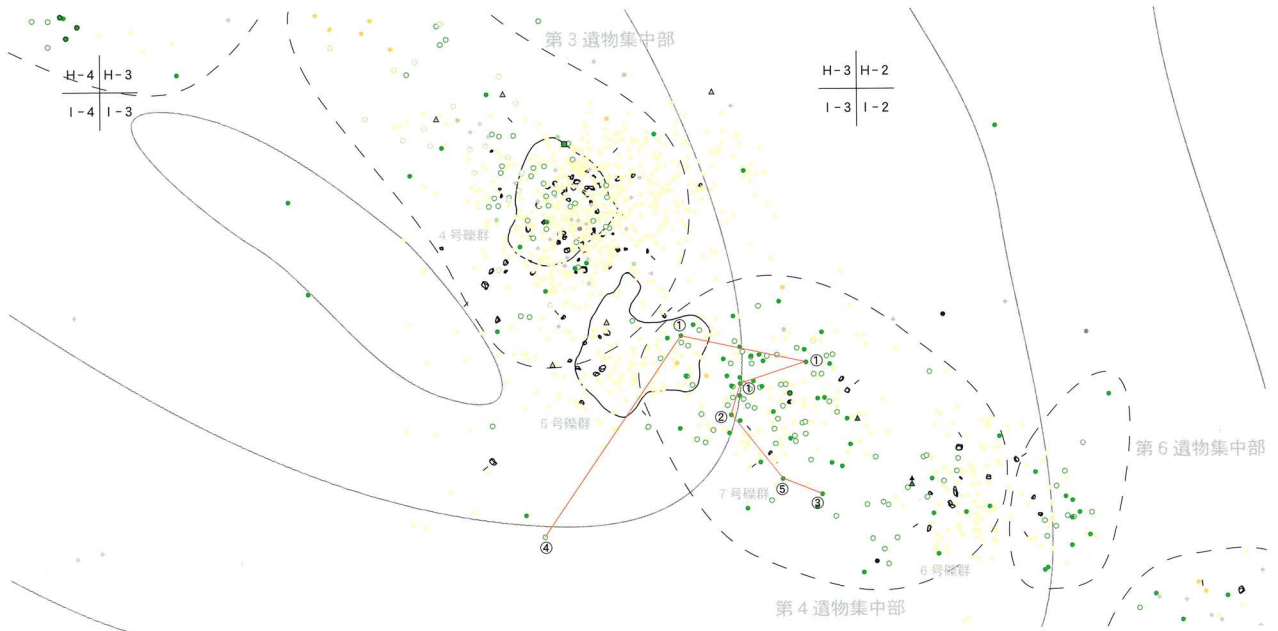 第3遺物集中部
H-4 H-3
I-4 I-3
H-3 H-2
I-3 I-2
4号礫群
①
①
①
5号礫群
②
第6遺物集中部
7号礫群
⑤
③
④
6号礫群
第4遺物集中部